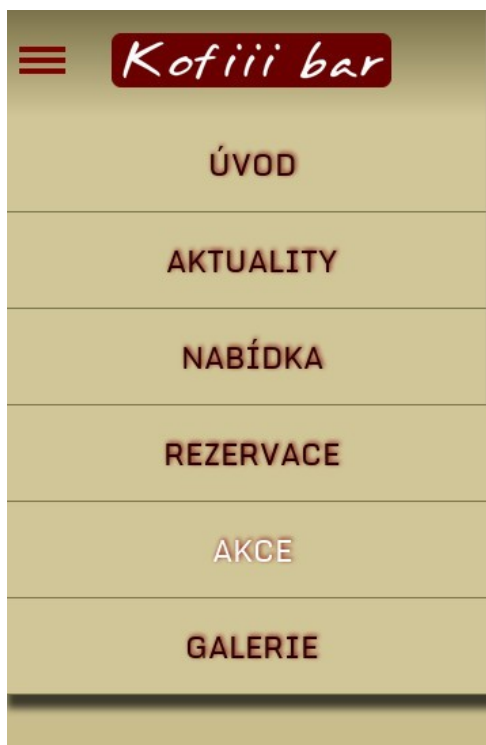 Kofiii bar
ÚVOD
AKTUALITY
NABÍDKA
REZERVACE
AKCE
GALERIE